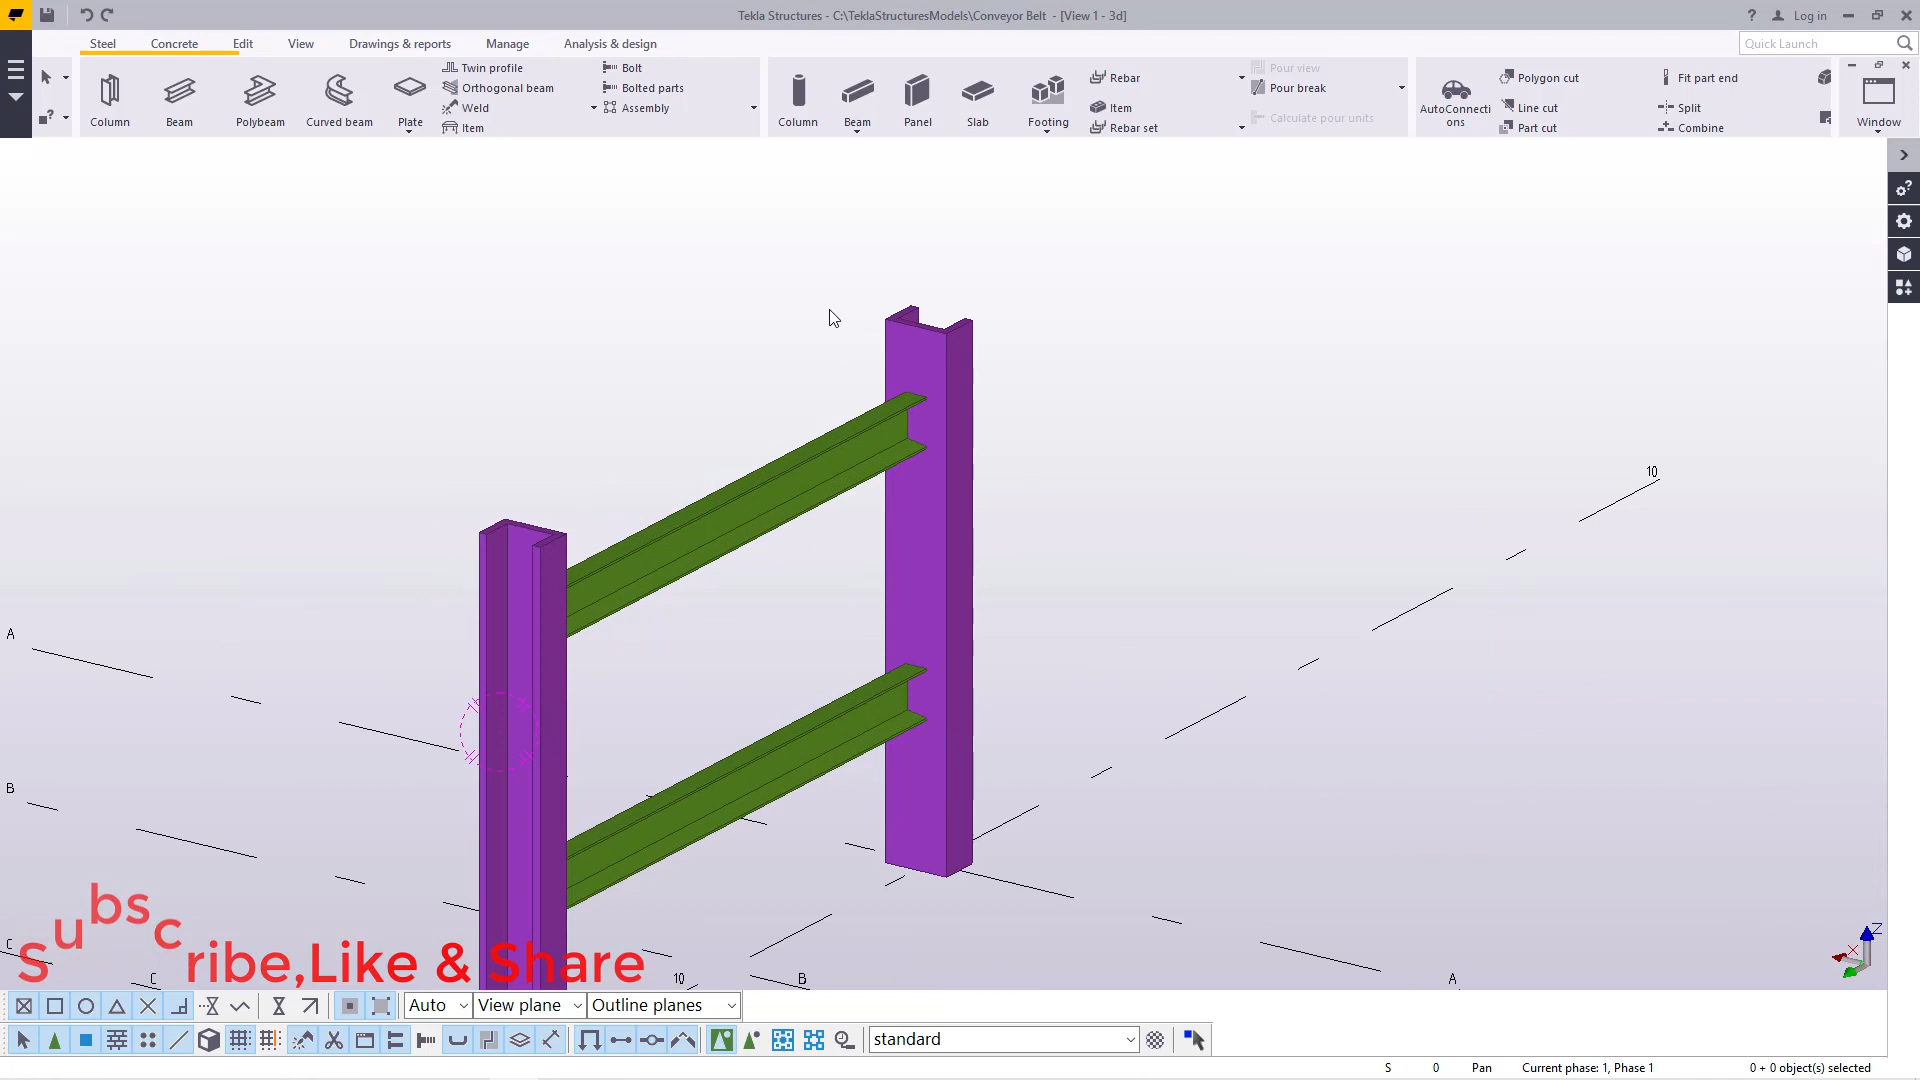 Tekla Structures - C:\TeklaStructuresModels\Conveyor Belt - [View 1 - 3d]
? Log in
Steel Concrete Edit View Drawings & reports Manage Analysis & design
Quick Launch
Column Beam Polybeam Curved beam Plate
Twin profile
Orthogonal beam
Weld
Item
Bolt
Bolted parts
Assembly
Column Beam Panel Slab Footing
Rebar
Item
Rebar set
Pour view
Pour break
Calculate pour units
AutoConnecti
ons
Polygon cut
Line cut
Part cut
Fit part end
Split
Combine
Window
10
A
B
C
C
10
B
A
Z
X
Subscribe,Like & Share
Auto View plane Outline planes
standard
S 0 Pan Current phase: 1, Phase 1 0 + 0 object(s) selected